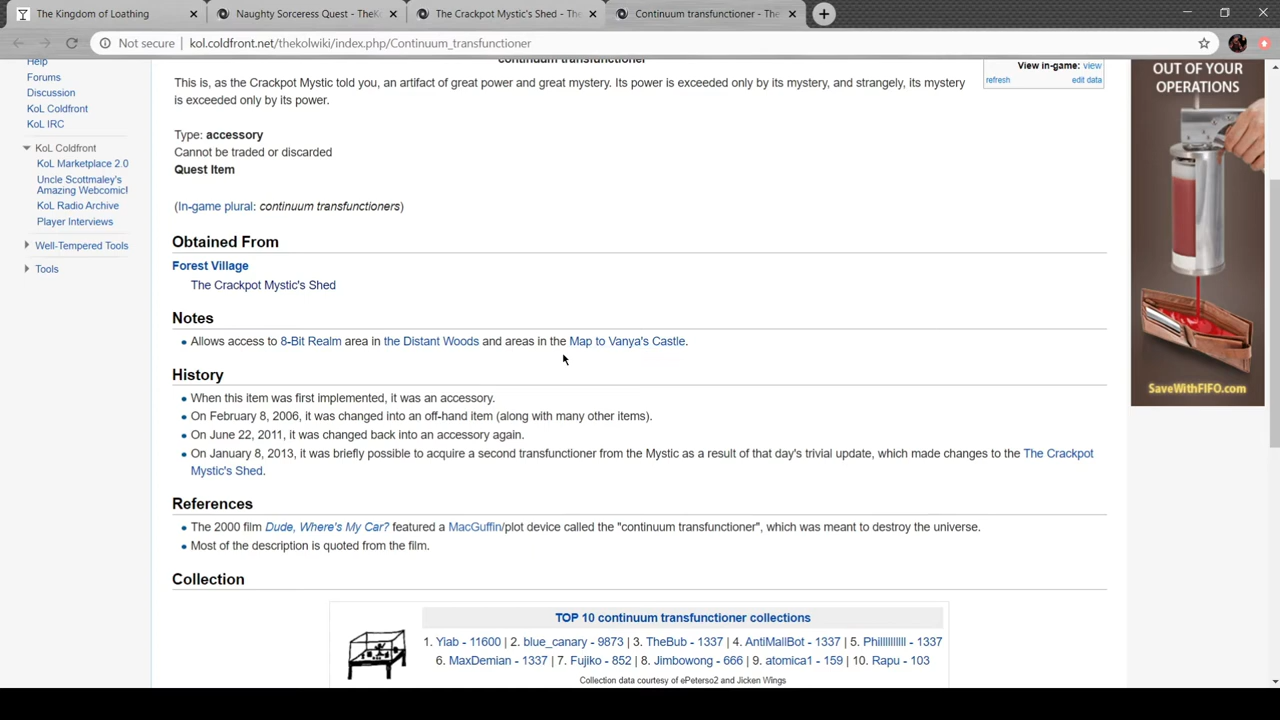 The Kingdom of Loathing
Naughty Sorceress Quest - TheK
The Crackpot Mystic's Shed - The
Continuum transfunctioner - The
Not secure
kol.coldfront.net/thekolwiki/index.php/Continuum_transfunctioner
Help
Forums
Discussion
KoL Coldfront
KoL IRC
KoL Coldfront
KoL Marketplace 2.0
Uncle Scottmaley's
Amazing Webcomic!
KoL Radio Archive
Player Interviews
Well-Tempered Tools
Tools
continuum transfunctioner
This is, as the Crackpot Mystic told you, an artifact of great power and great mystery. Its power is exceeded only by its mystery, and strangely, its mystery
is exceeded only by its power.
Type: accessory
Cannot be traded or discarded
Quest Item
(In-game plural: continuum transfunctioners)
View in-game: view
refresh edit data
Obtained From
Forest Village
The Crackpot Mystic's Shed
Notes
Allows access to 8-Bit Realm area in the Distant Woods and areas in the Map to Vanya's Castle.
History
When this item was first implemented, it was an accessory.
On February 8, 2006, it was changed into an off-hand item (along with many other items).
On June 22, 2011, it was changed back into an accessory again.
On January 8, 2013, it was briefly possible to acquire a second transfunctioner from the Mystic as a result of that day's trivial update, which made changes to the The Crackpot
Mystic's Shed.
References
The 2000 film Dude, Where's My Car? featured a MacGuffin/plot device called the "continuum transfunctioner", which was meant to destroy the universe.
Most of the description is quoted from the film.
Collection
TOP 10 continuum transfunctioner collections
1. Yiab - 11600 | 2. blue_canary - 9873 | 3. TheBub - 1337 | 4. AntiMallBot - 1337 | 5. Phillllllllll - 1337
6. MaxDemian - 1337 | 7. Fujiko - 852 | 8. Jimbowong - 666 | 9. atomica1 - 159 | 10. Rapu - 103
Collection data courtesy of ePeterso2 and Jicken Wings
OUT OF YOUR
OPERATIONS
SaveWithFIFO.com